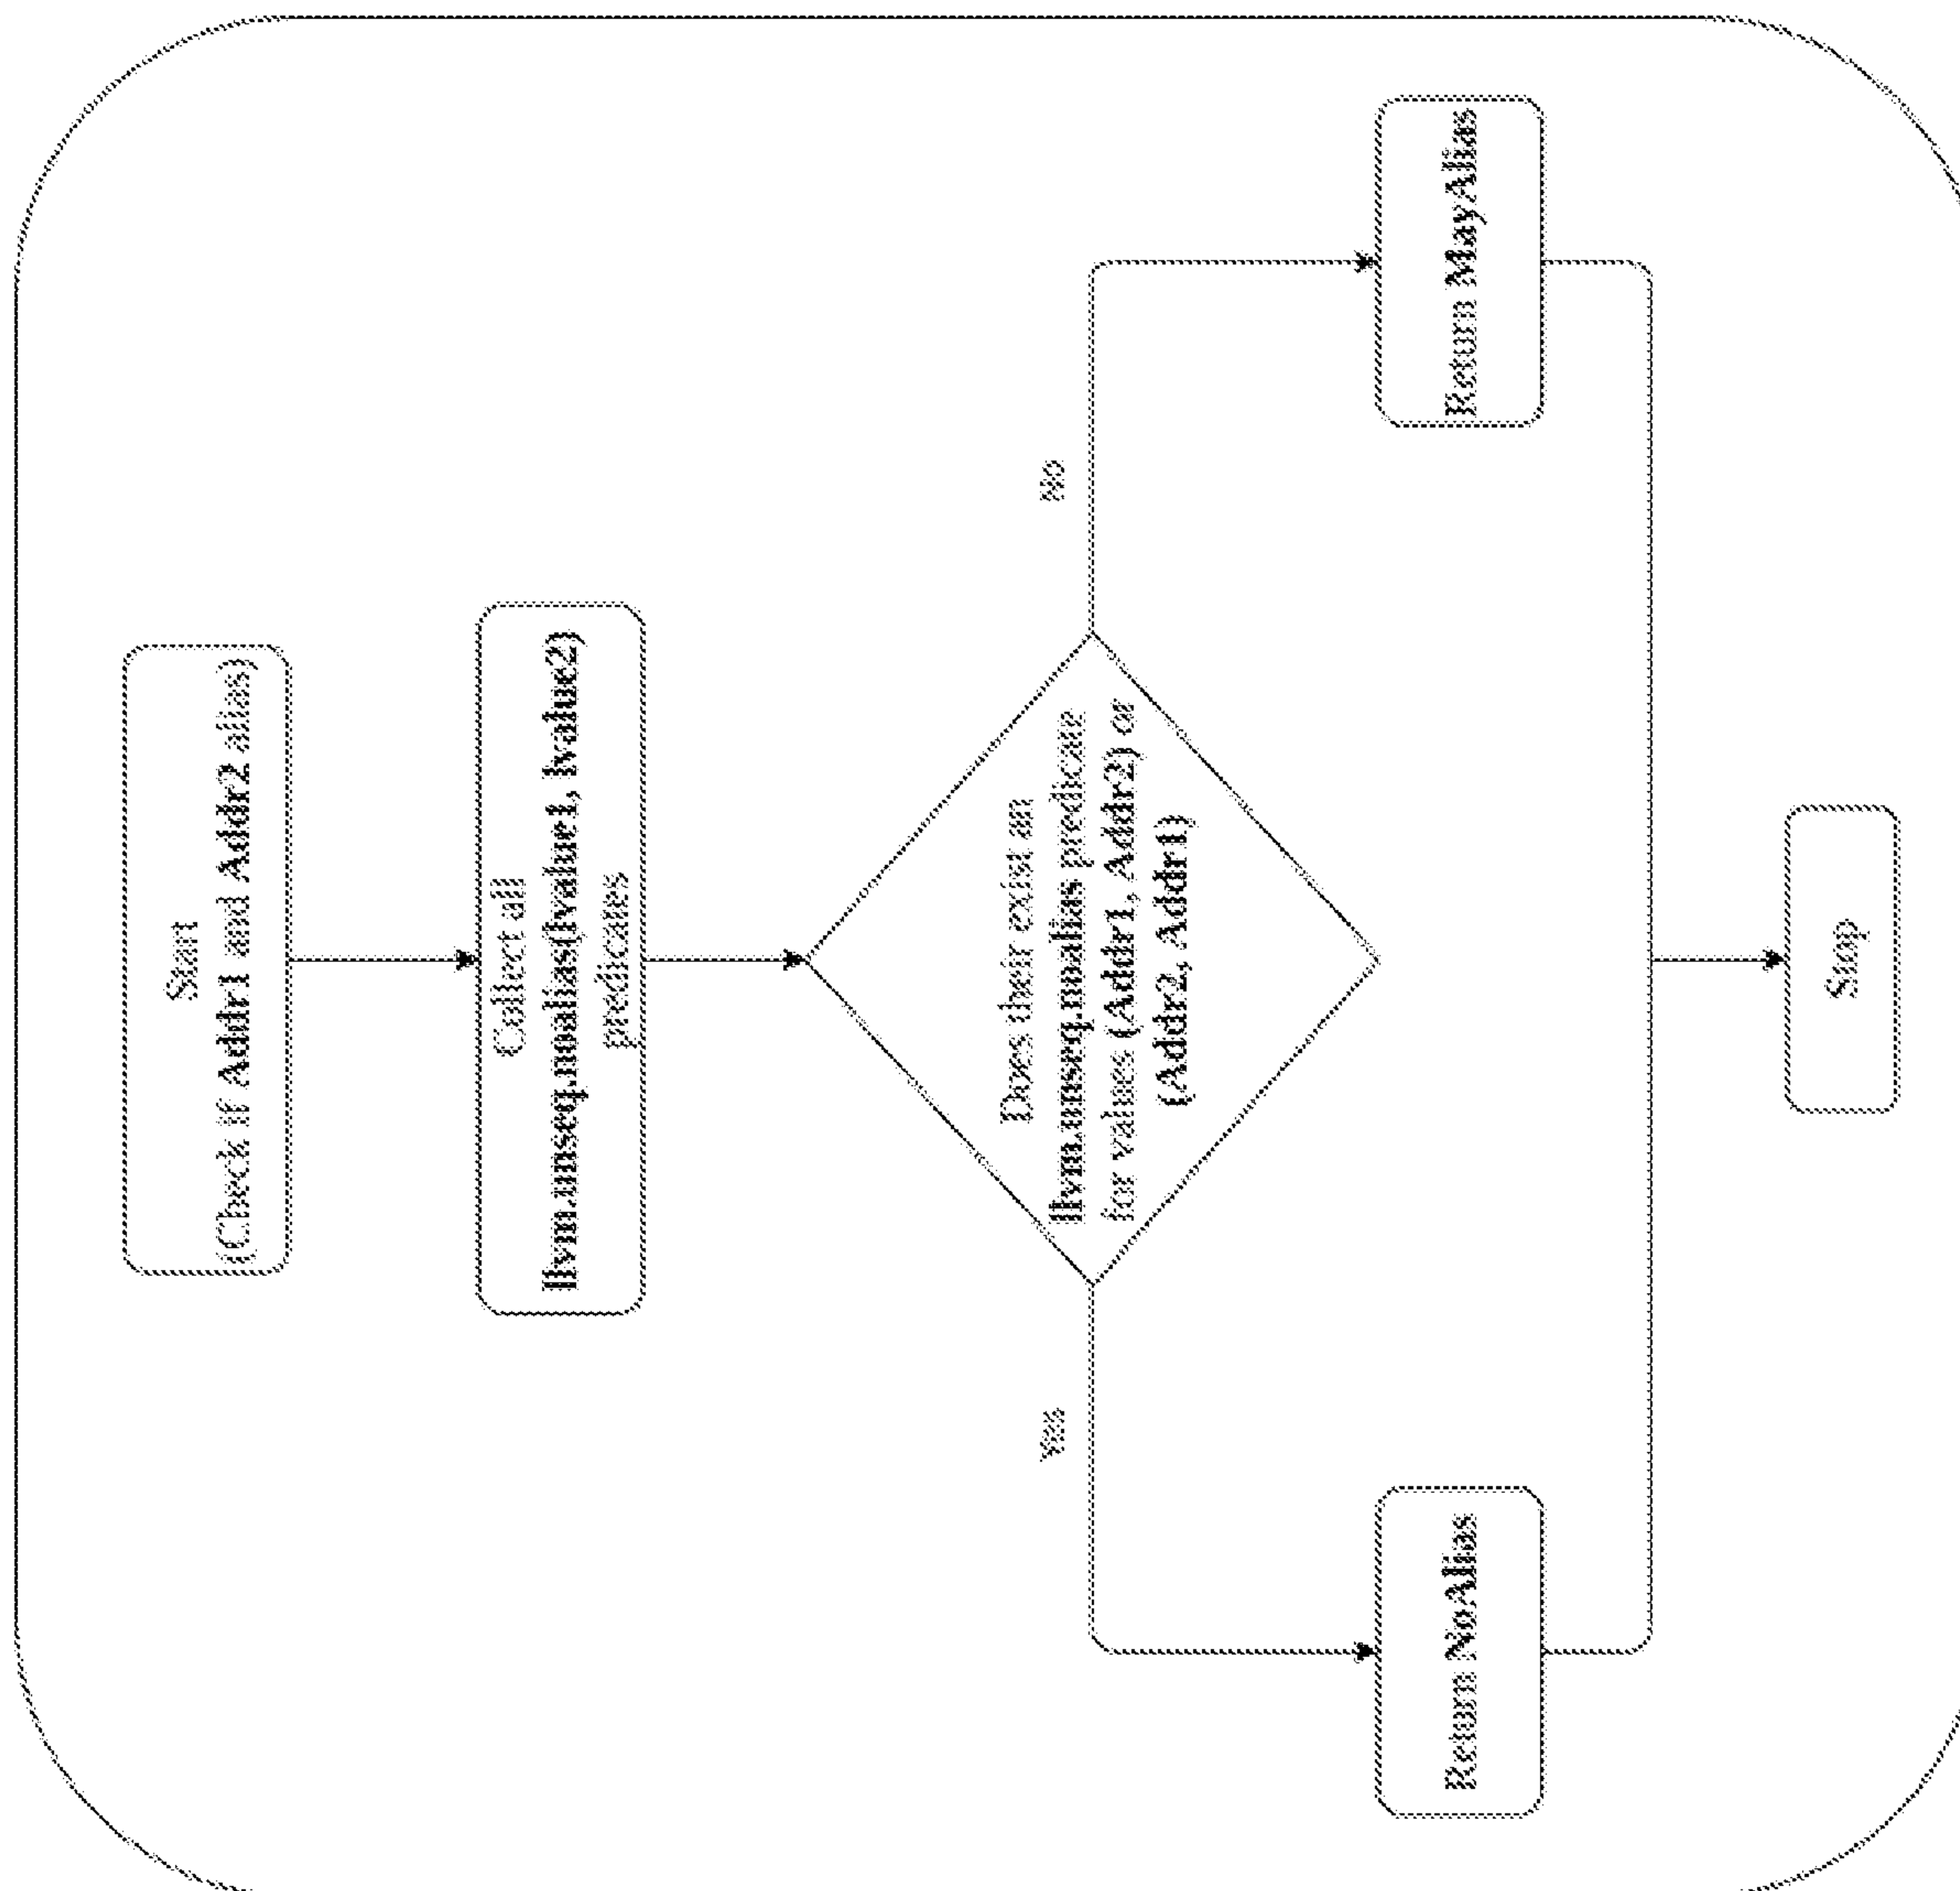 Start
(Check if Addr1 and Addr2 alias)
Collect all
llvm.unseq.noalias(lvalue1, lvalue2)
predicates
Does their exist an
llvm.unseq.noalias predicate
for values (Addr1, Addr2) or
(Addr2, Addr1)
Yes
No
Return NoAlias
Return MayAlias
Stop